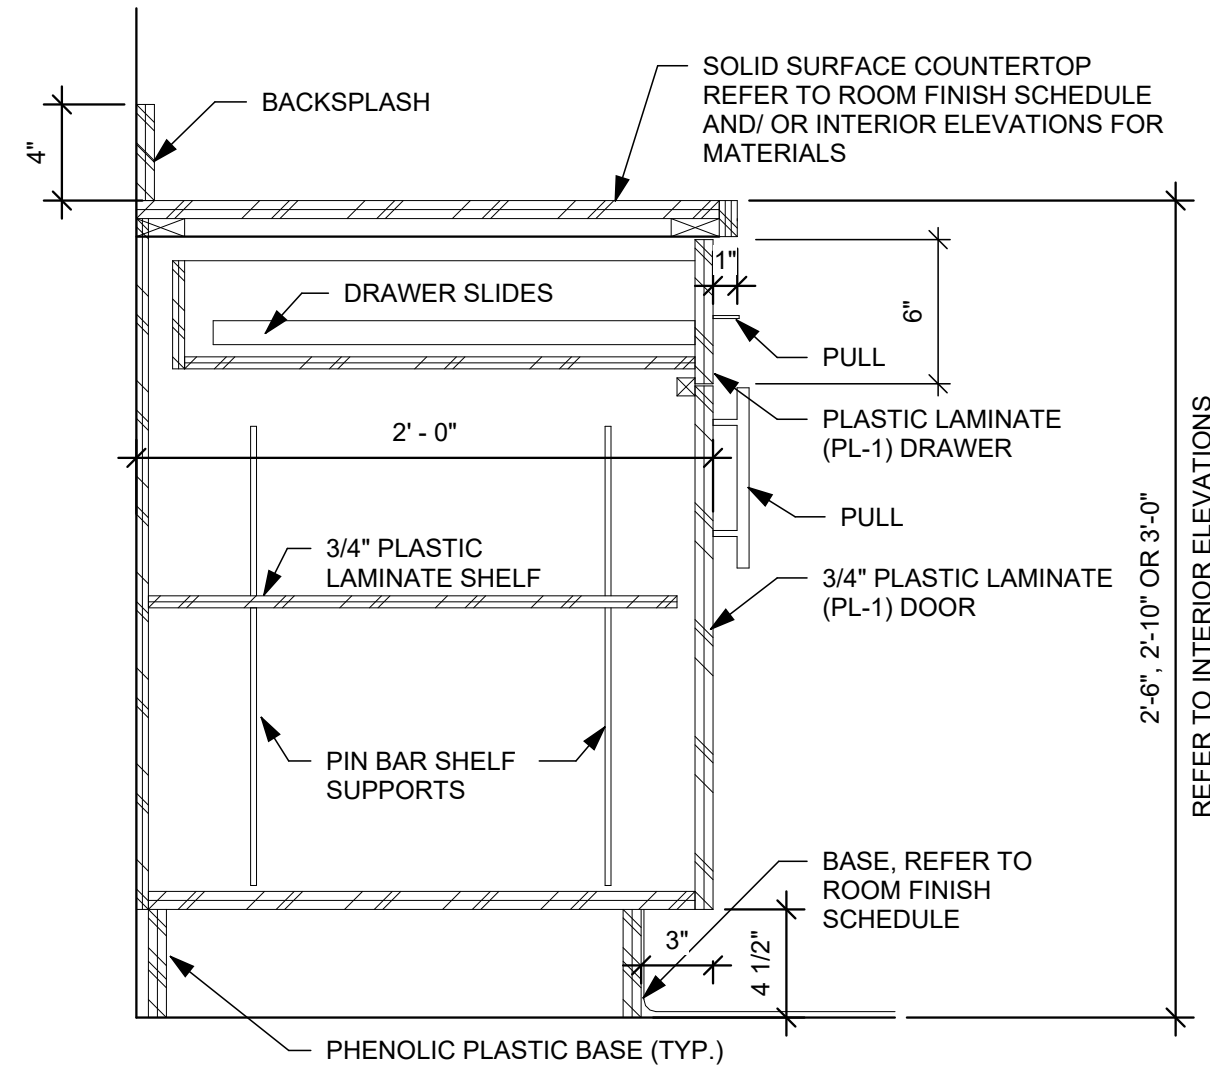 SOLID SURFACE COUNTERTOP
REFER TO ROOM FINISH SCHEDULE
AND/ OR INTERIOR ELEVATIONS FOR
MATERIALS
BACKSPLASH
4"
1"
DRAWER SLIDES
6"
PULL
PLASTIC LAMINATE
(PL-1) DRAWER
2' - 0"
PULL
3/4" PLASTIC
LAMINATE SHELF
3/4" PLASTIC LAMINATE
(PL-1) DOOR
2'-6", 2'-10" OR 3'-0"
REFER TO INTERIOR ELEVATIONS
PIN BAR SHELF
SUPPORTS
BASE, REFER TO
ROOM FINISH
SCHEDULE
3"
4 1/2"
PHENOLIC PLASTIC BASE (TYP.)